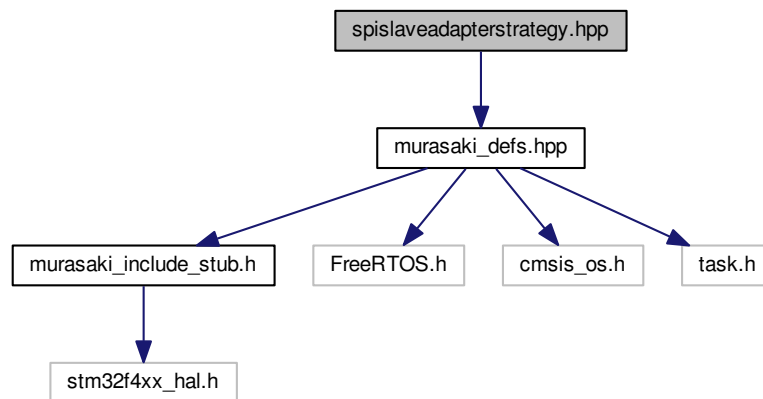 spislaveadapterstrategy.hpp
murasaki_defs.hpp
murasaki_include_stub.h
FreeRTOS.h
cmsis_os.h
task.h
stm32f4xx_hal.h